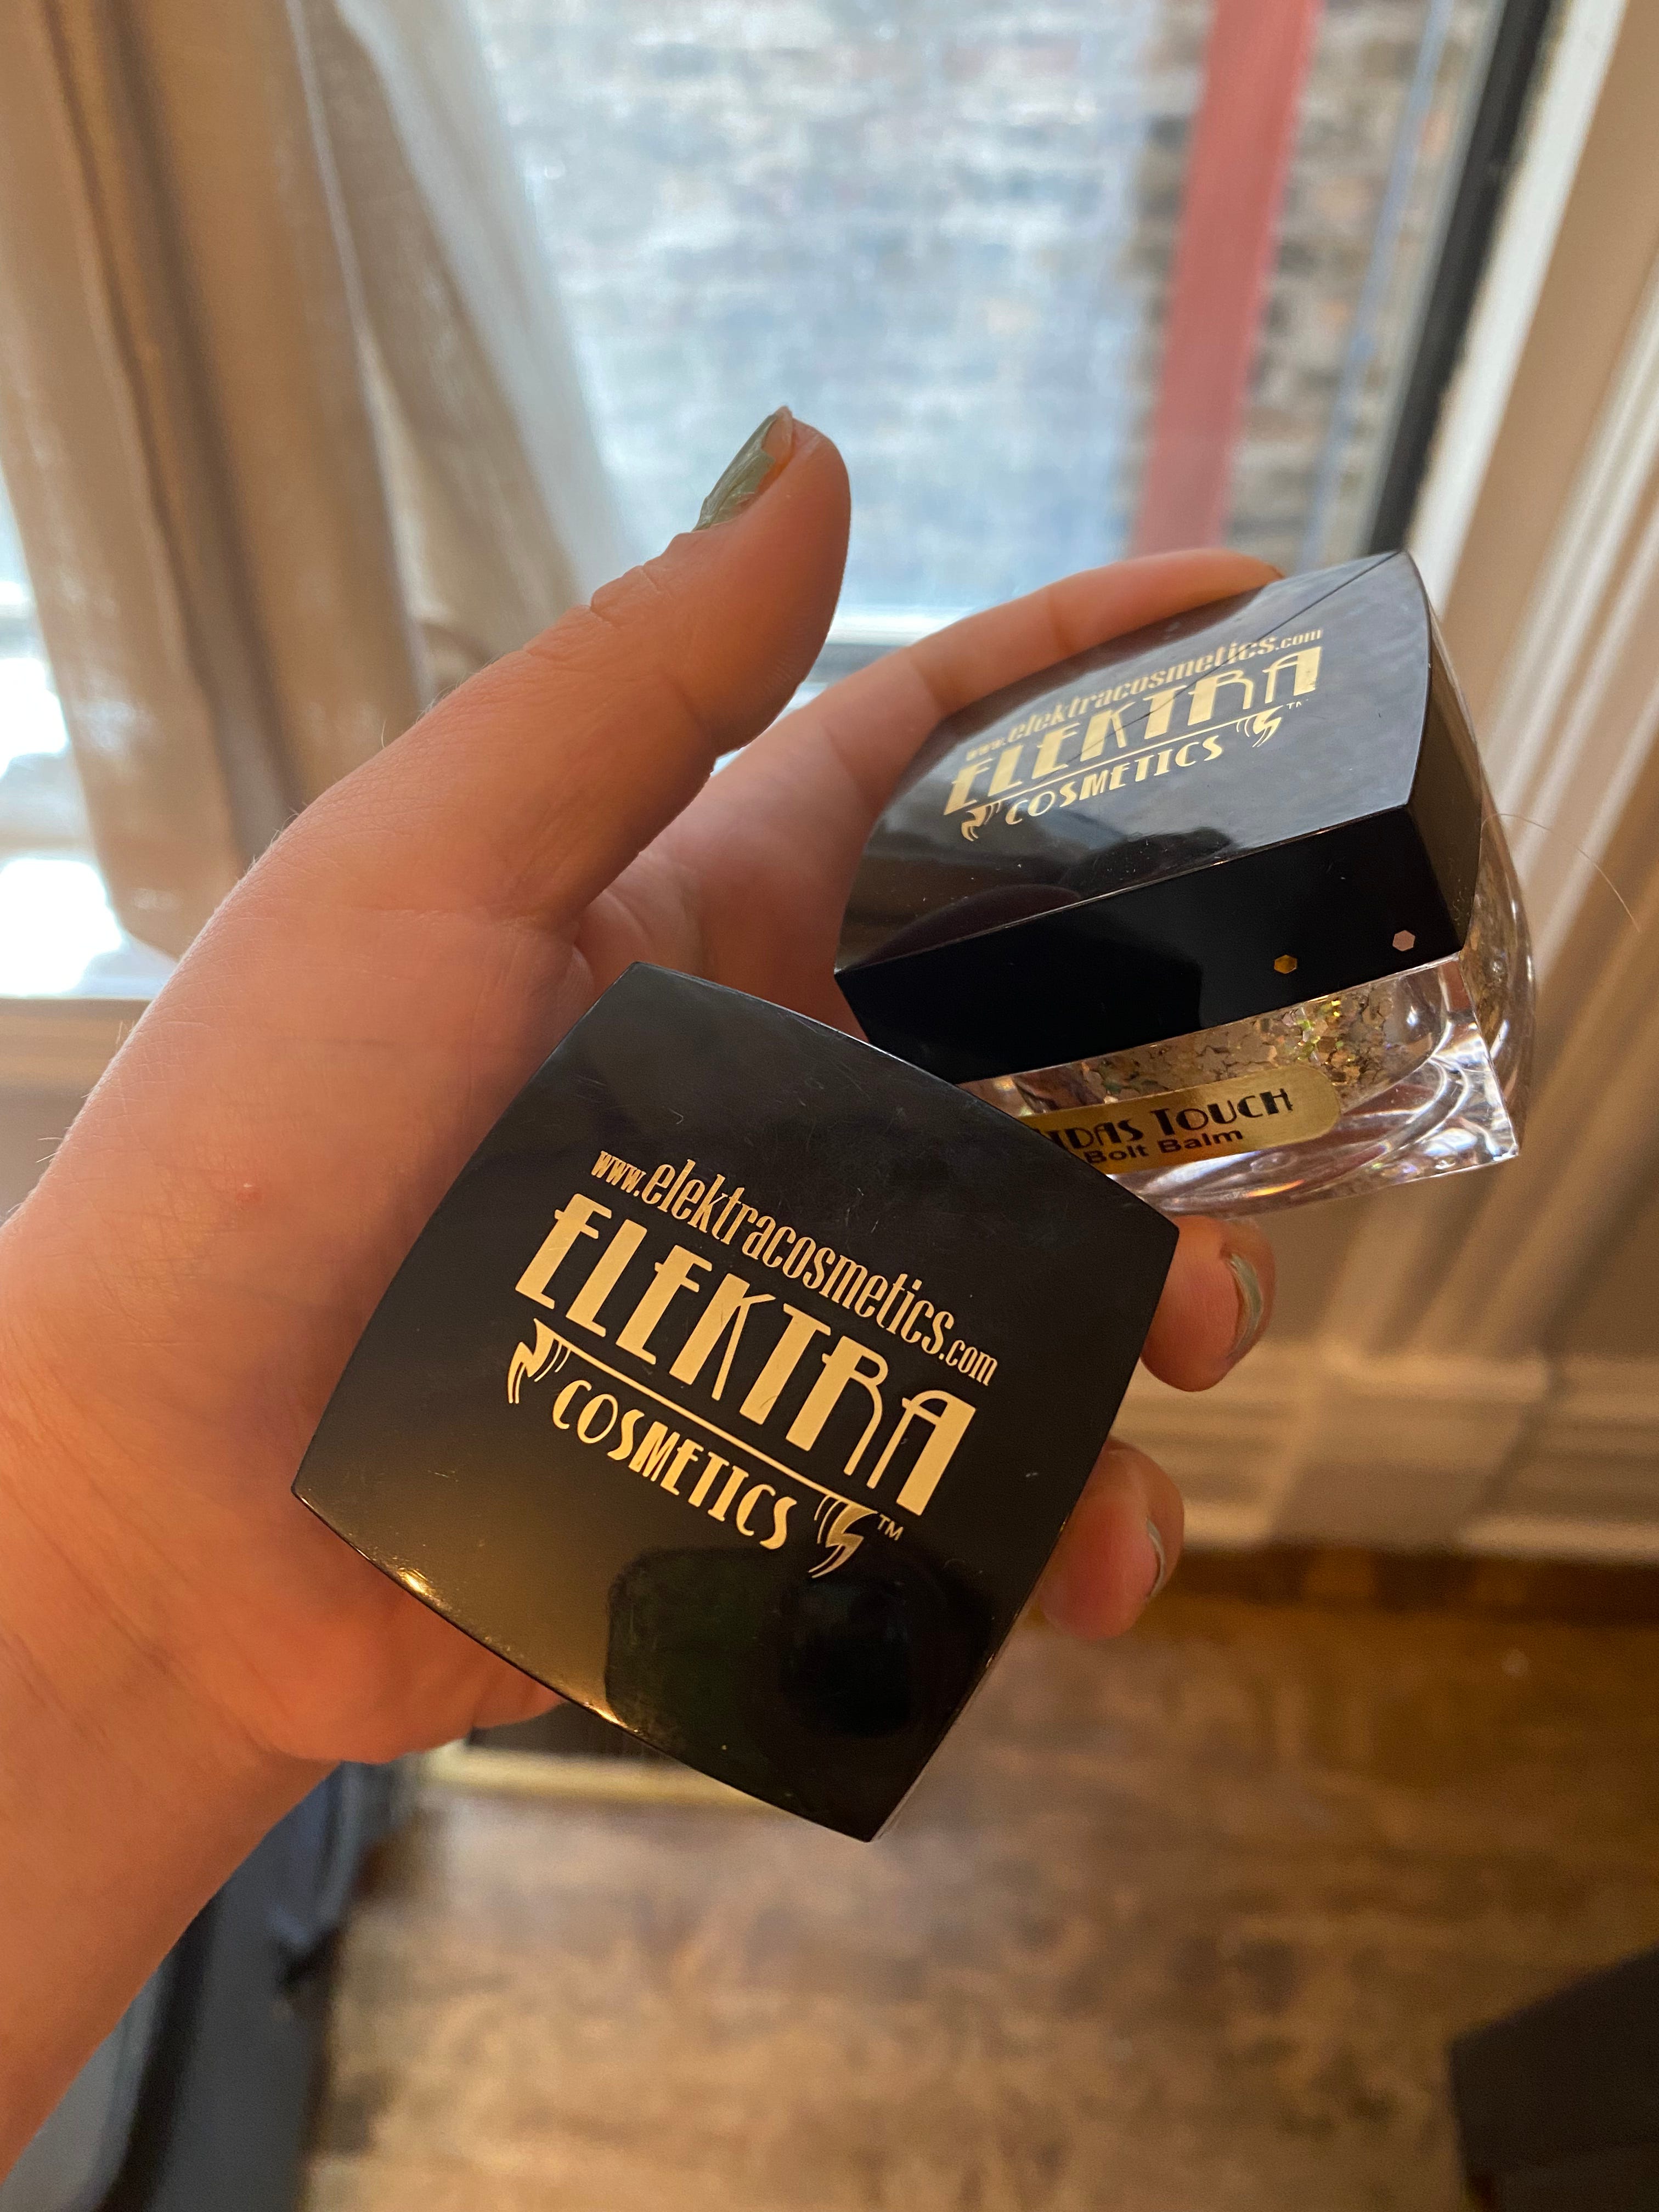 www.elektracosmetics.com
ELEKTRA
COSMETICS TM
IDAS TOUCH
Bolt Balm
www.elektracosmetics.com
ELEKTRA
COSMETICS TM